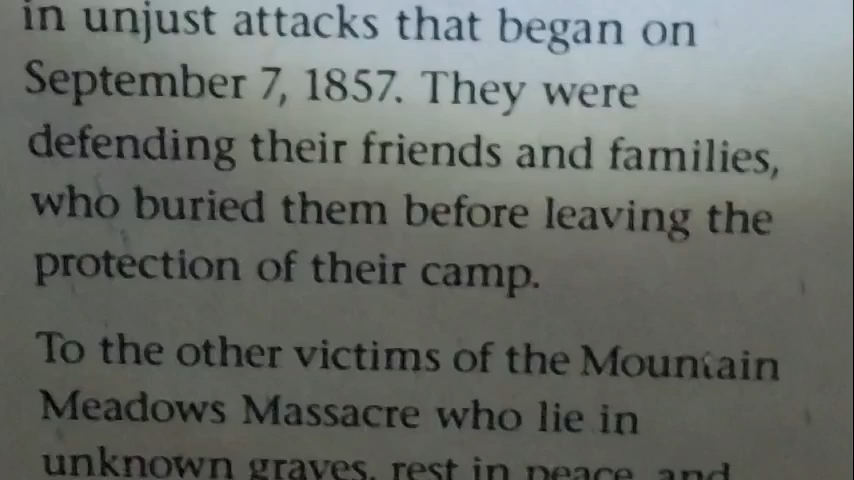 in unjust attacks that began on
September 7, 1857. They were
defending their friends and families,
who buried them before leaving the
protection of their camp.
To the other victims of the Mountain
Meadows Massacre who lie in
unknown graves, rest in peace, and